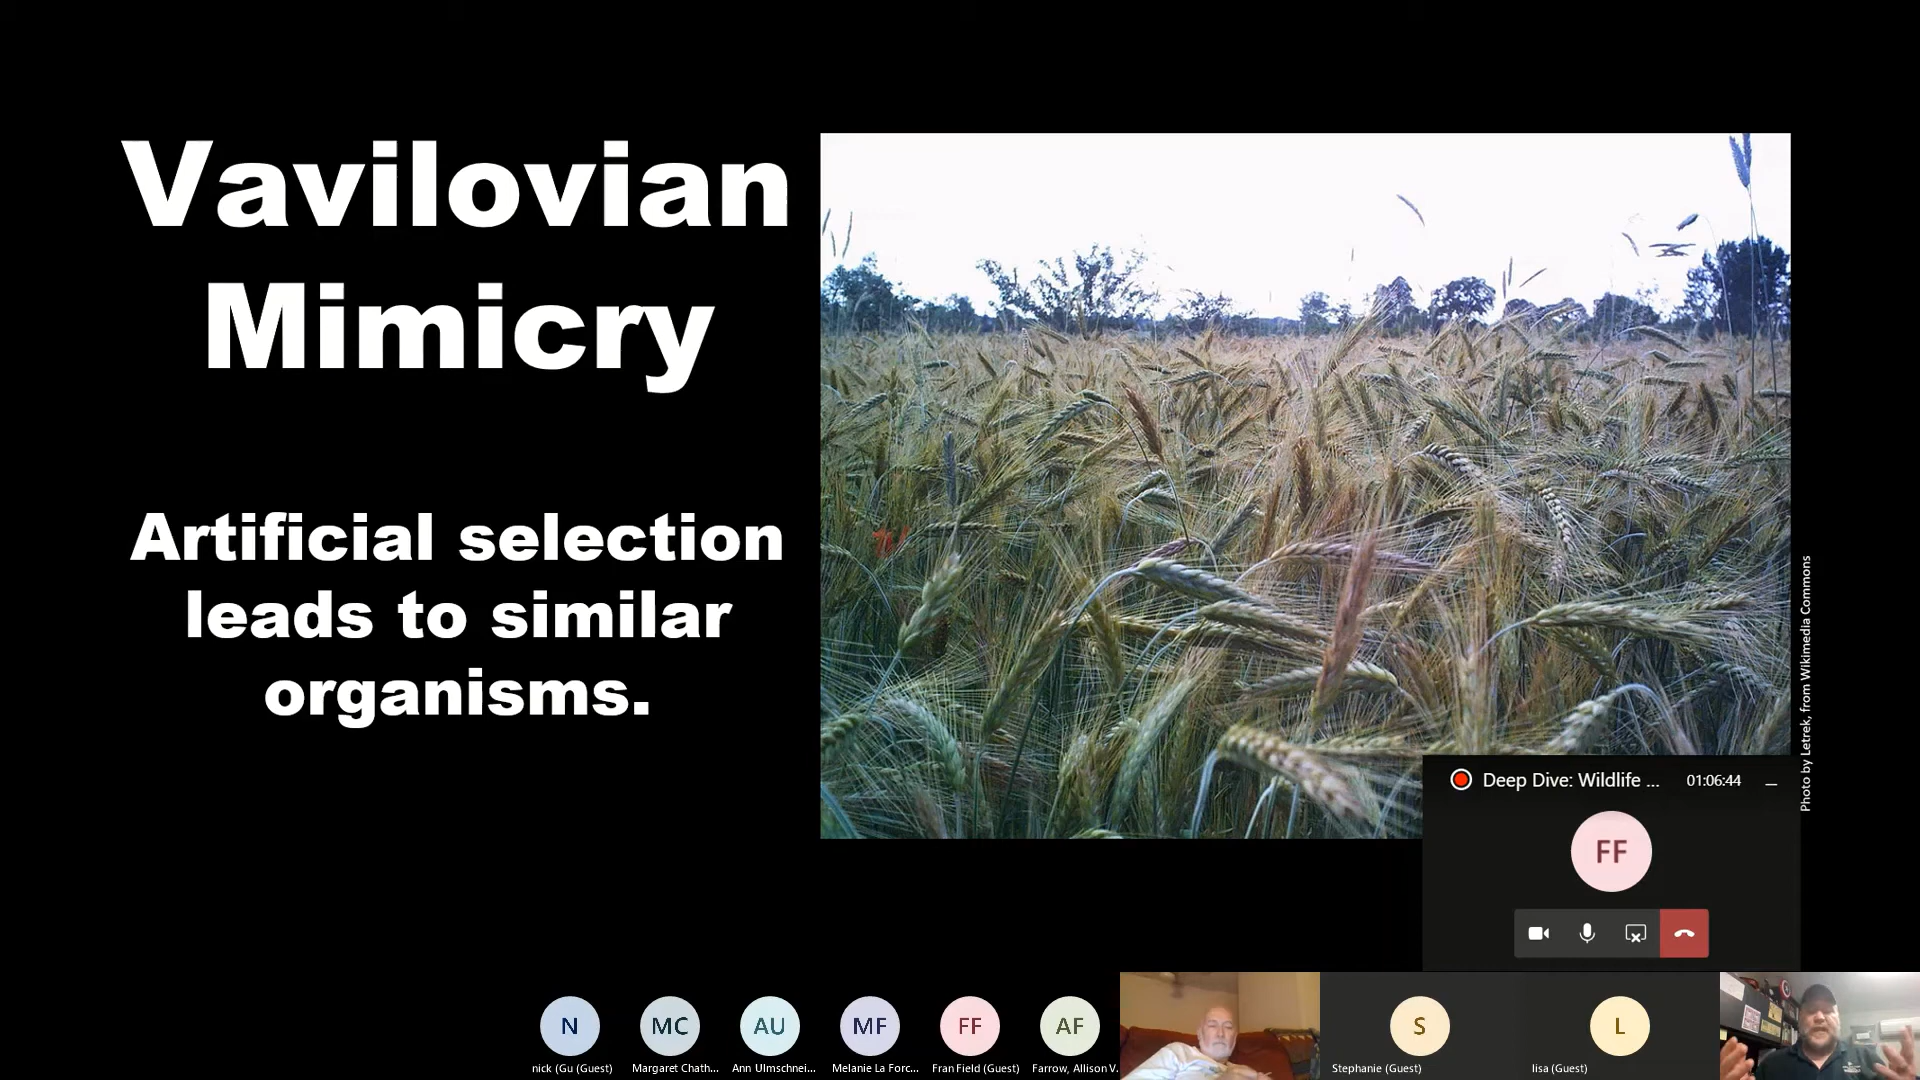 Vavilovian
Mimicry
Artificial selection
leads to similar
organisms.
Photo by Letrek, from Wikimedia Commons
Deep Dive: Wildlife ... 01:06:44
FF
N
MC
AU
MF
FF
AF
S
L
nick (Gu (Guest)
Margaret Chath...
Ann Ulmschnei...
Melanie La Forc...
Fran Field (Guest)
Farrow, Allison V.
Stephanie (Guest)
lisa (Guest)